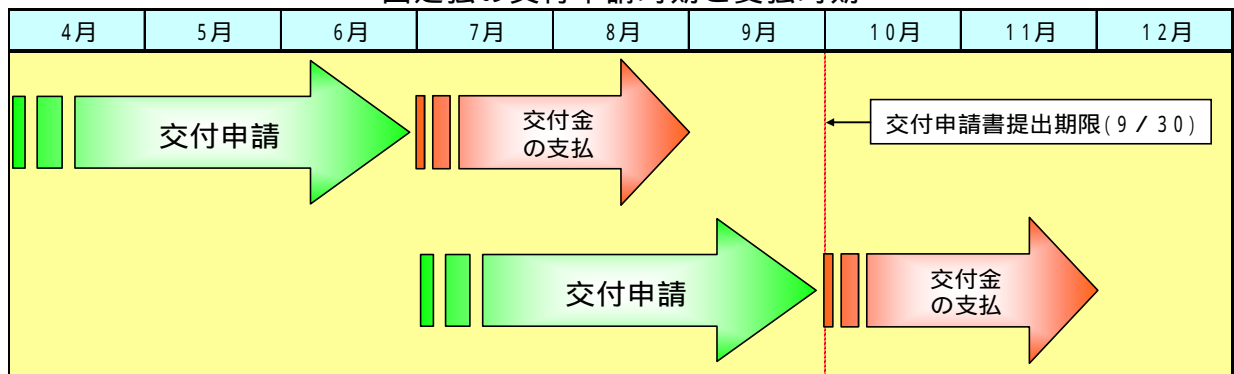 4月 5月 6月 7月 8月 9月 10月 11月 12月
交付申請
交付金
の支払
交付申請書提出期限(9/30)
交付申請
交付金
の支払